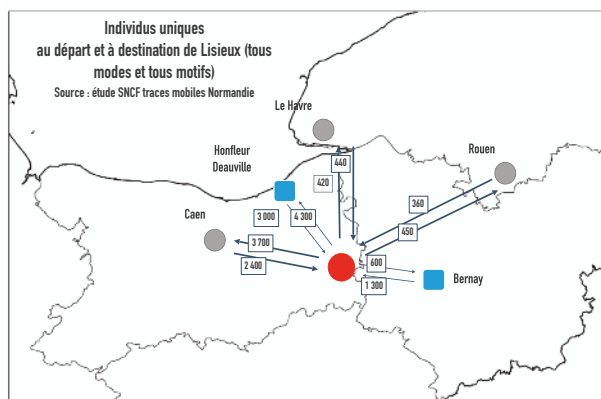 Individus uniques
au départ et à destination de Lisieux (tous
modes et tous motifs)
Source : étude SNCF traces mobiles Normandie
Le Havre
Rouen
Honfleur
Deauville
440
420
360
450
Caen
3 000
4 300
3 700
2 400
600
1 300
Bernay